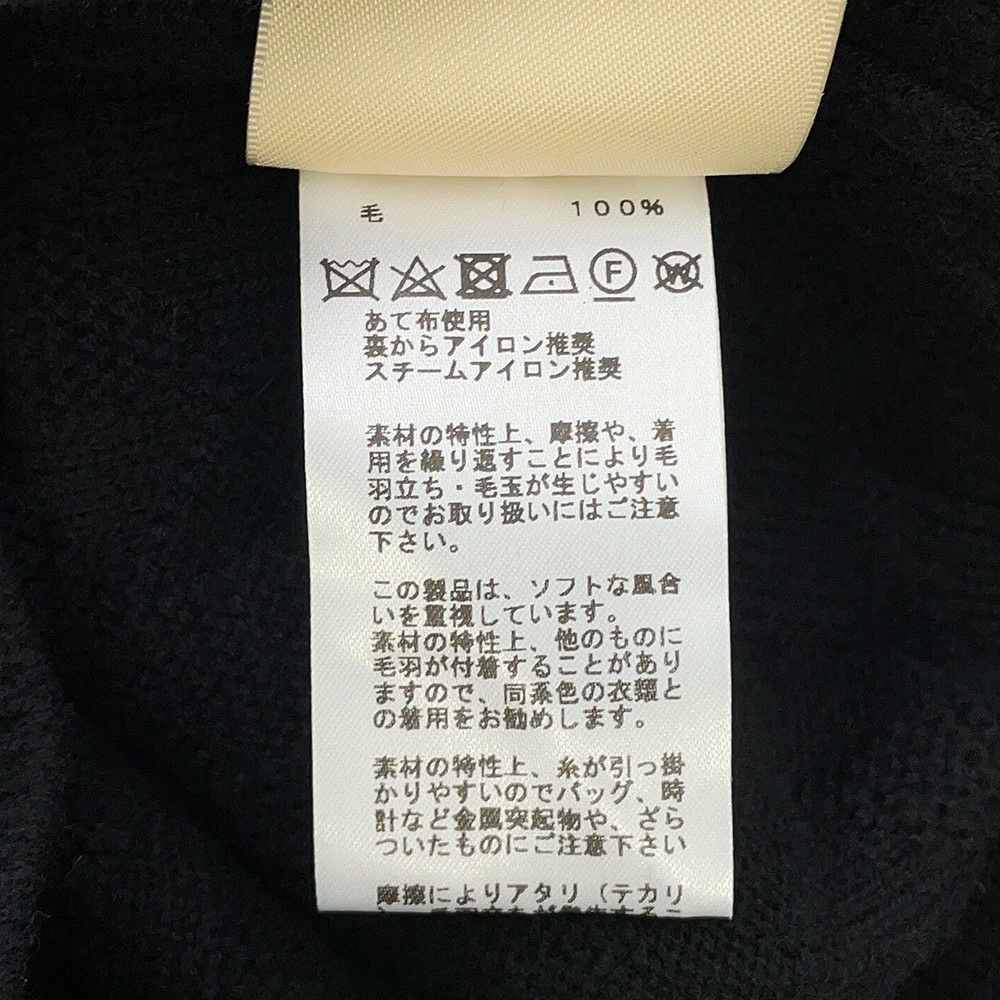 毛 100%
F W
あて布使用
裏からアイロン推奨
スチームアイロン推奨
素材の特性上、摩擦や、着
用を繰り返すことにより毛
羽立ち・毛玉が生じやすい
のでお取り扱いにはご注意
下さい。
この製品は、ソフトな風合
いを重視しています。
素材の特性上、他のものに
毛羽が付着することがあり
ますので、同系色の衣類と
の着用をお勧めします。
素材の特性上、糸が引っ掛
かりやすいのでバッグ、時
計など金属突起物や、ざら
ついたものにご注意下さい
摩擦によりアタリ（テカリ